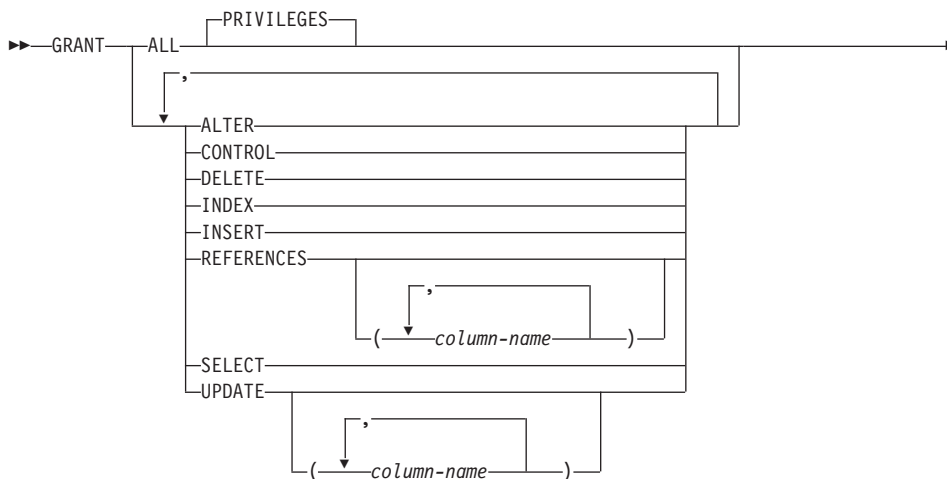 PRIVILEGES
GRANT ALL
,
ALTER
CONTROL
DELETE
INDEX
INSERT
REFERENCES
,
( column-name )
SELECT
UPDATE
,
( column-name )